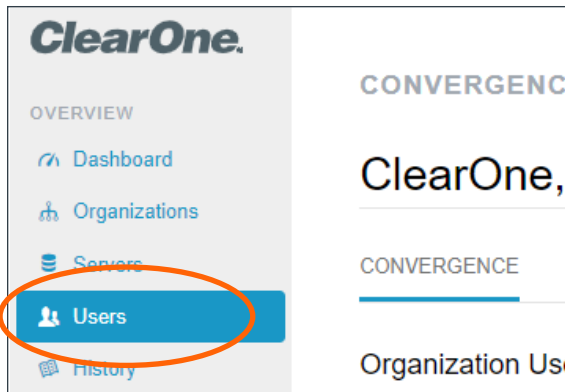 ClearOne.
OVERVIEW
Dashboard
Organizations
Servers
Users
History
CONVERGENC
ClearOne,
CONVERGENCE
Organization Use